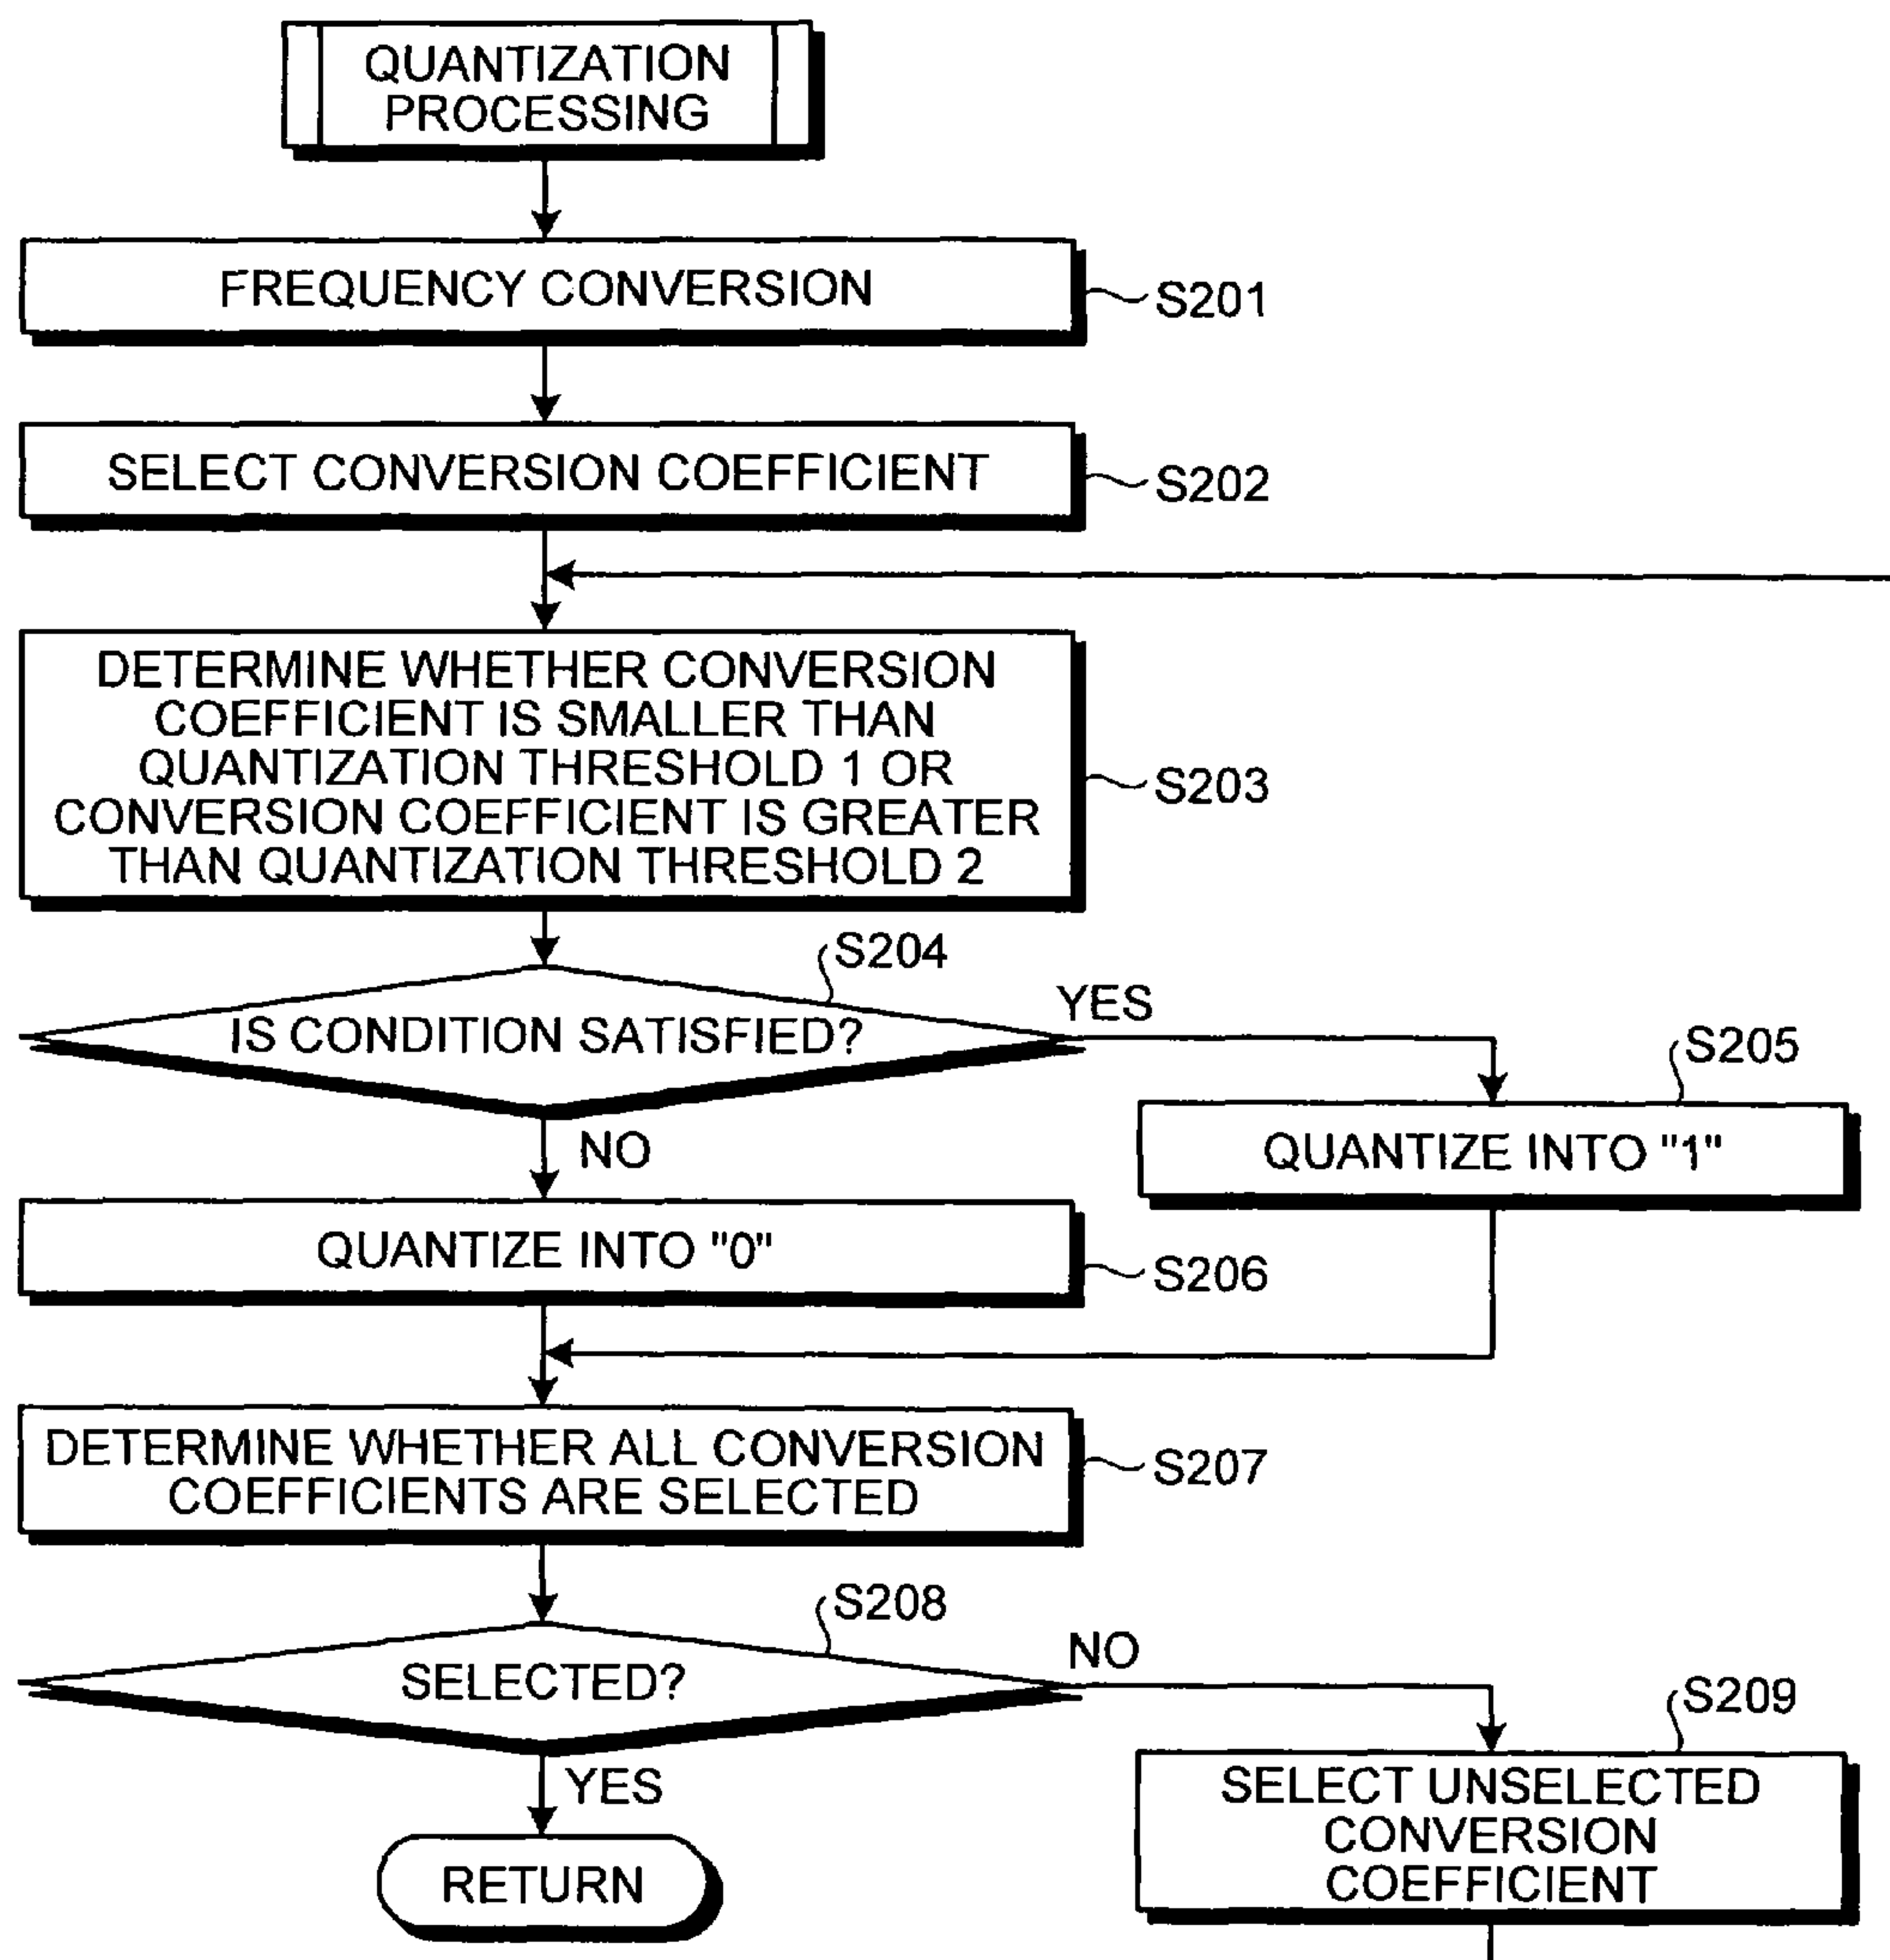 QUANTIZATION
PROCESSING
FREQUENCY CONVERSION
S201
SELECT CONVERSION COEFFICIENT
S202
DETERMINE WHETHER CONVERSION
COEFFICIENT IS SMALLER THAN
QUANTIZATION THRESHOLD 1 OR
CONVERSION COEFFICIENT IS GREATER
THAN QUANTIZATION THRESHOLD 2
S203
S204
IS CONDITION SATISFIED?
YES
S205
QUANTIZE INTO "1"
NO
QUANTIZE INTO "0"
S206
DETERMINE WHETHER ALL CONVERSION
COEFFICIENTS ARE SELECTED
S207
S208
SELECTED?
NO
S209
SELECT UNSELECTED
CONVERSION
COEFFICIENT
YES
RETURN